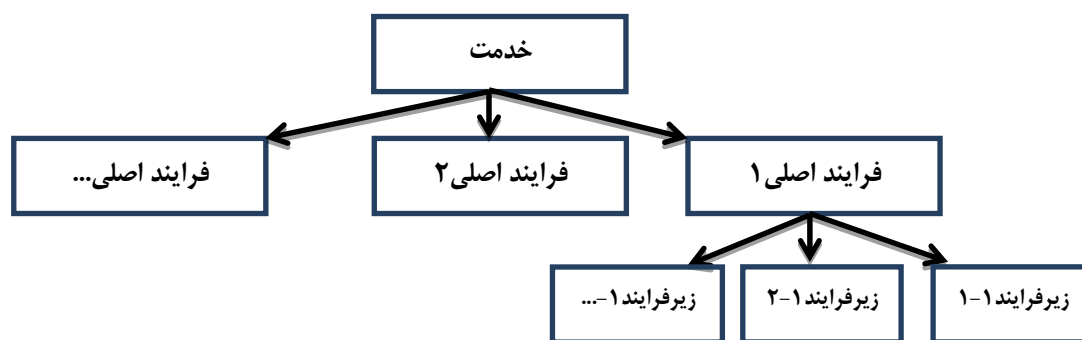 خدمت
فرایند اصلی۱
فرایند اصلی۲
فرایند اصلی...
زیرفرایند۱-۱
زیرفرایند۱-۲
زیرفرایند۱-...